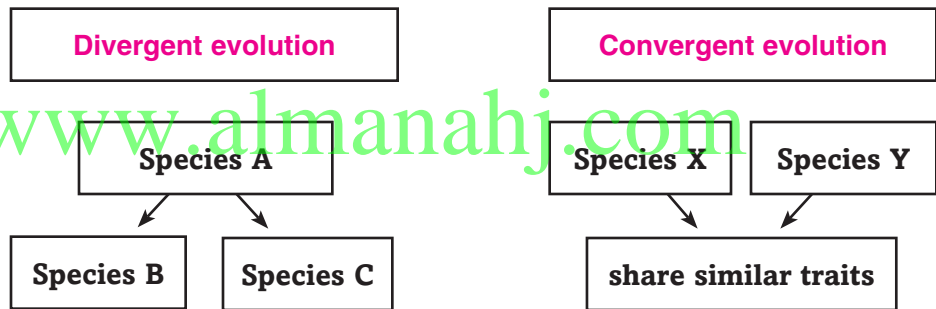 Divergent evolution
Convergent evolution
www.almanahj.com
Species A
Species X
Species Y
Species B
Species C
share similar traits